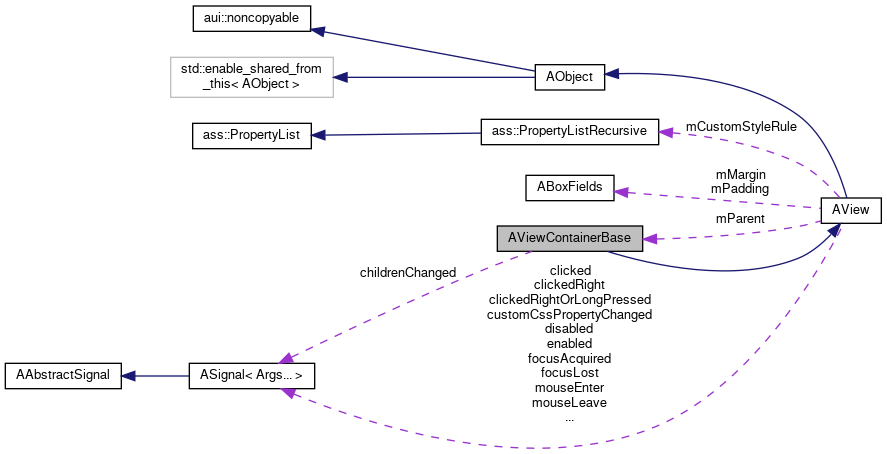 aui::noncopyable
std::enable_shared_from
_this< AObject >
AObject
ass::PropertyList
ass::PropertyListRecursive
mCustomStyleRule
ABoxFields
mMargin
mPadding
AView
mParent
AViewContainerBase
childrenChanged
clicked
clickedRight
clickedRightOrLongPressed
customCssPropertyChanged
disabled
enabled
focusAcquired
focusLost
mouseEnter
mouseLeave
...
AAbstractSignal
ASignal< Args... >